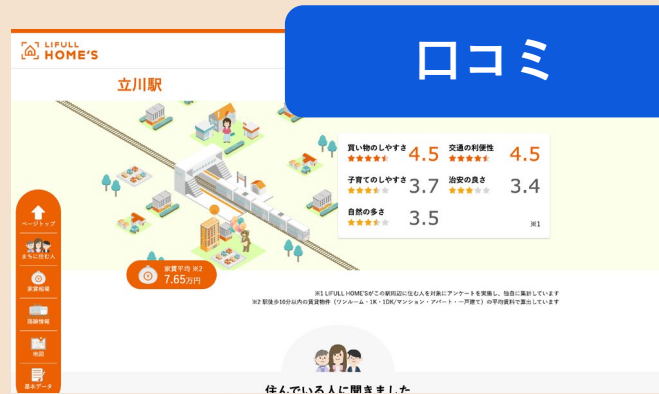 LIFULL
HOME'S
口コミ
立川駅
買い物のしやすさ 4.5 交通の利便性 4.5
子育てのしやすさ 3.7 治安の良さ 3.4
自然の多さ 3.5 ※1
ページトップ
まちに住む人
家賃相場
路線情報
地図
基本データ
家賃平均 ※2
7.65万円
※1 LIFULL HOME'Sがこの駅周辺に住む人を対象にアンケートを実施し、独自に集計しています
※2 駅徒歩10分以内の賃貸物件（ワンルーム・1K・1DK/マンション・アパート・一戸建て）の平均賃料で算出しています
住んでいる人に聞きました